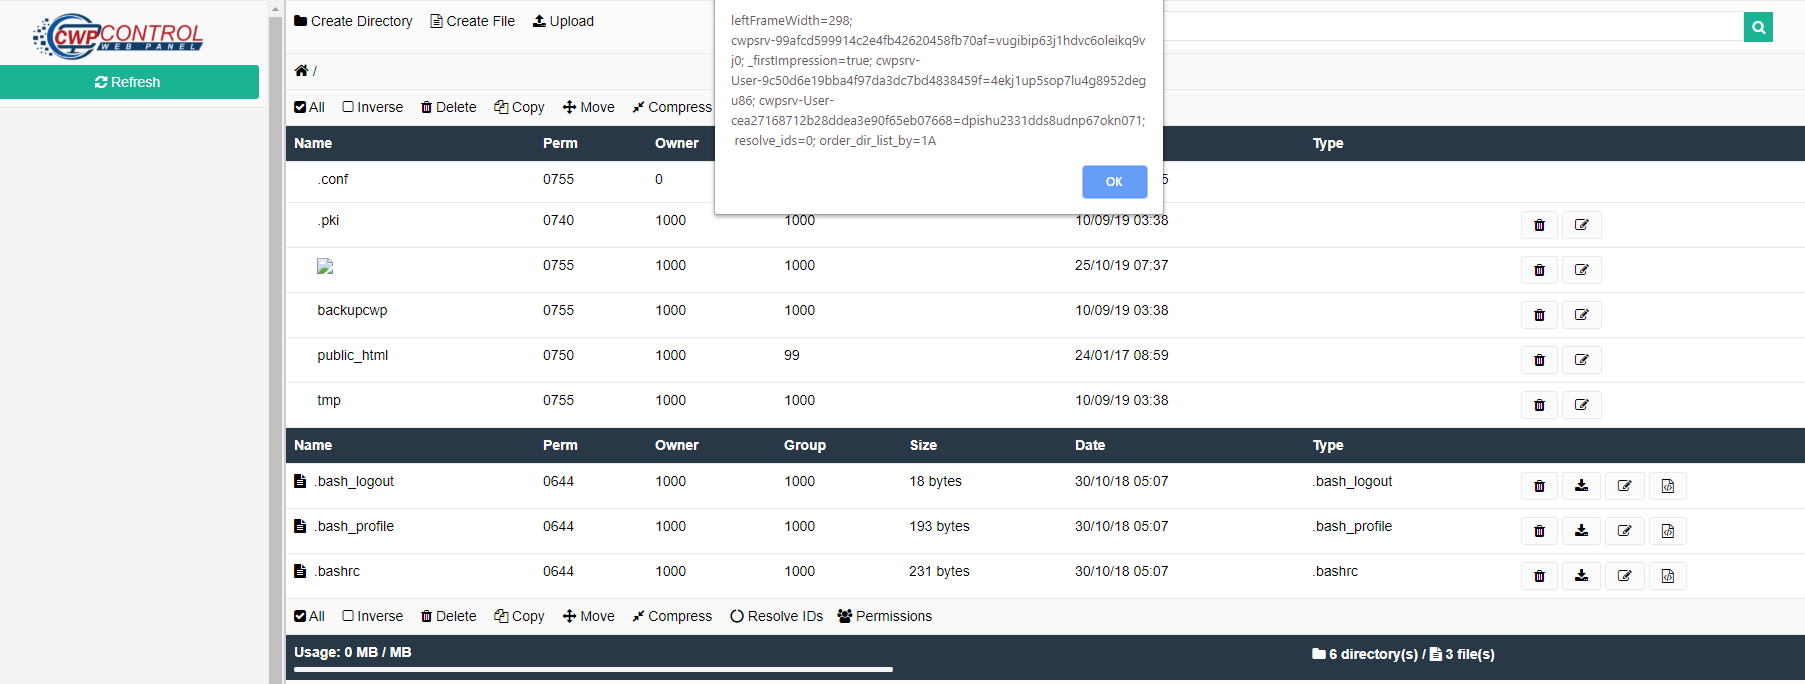 CWPCONTROL
WEB PANEL
Refresh
Create Directory Create File Upload
leftFrameWidth=298;
cwpsrv-99afcd599914c2e4fb42620458fb70af=vugibip63j1hdvc6oleikq9v
j0; _firstImpression=true; cwpsrv-
User-9c50d6e19bba4f97da3dc7bd4838459f=4ekj1up5sop7lu4g8952deg
u86; cwpsrv-User-
cea27168712b28ddea3e90f65eb07668=dpishu2331dds8udnp67okn071;
resolve_ids=0; order_dir_list_by=1A
OK
/
All Inverse Delete Copy Move Compress
Name Perm Owner Type
.conf 0755 0 5
.pki 0740 1000 1000 10/09/19 03:38
0755 1000 1000 25/10/19 07:37
backupcwp 0755 1000 1000 10/09/19 03:38
public_html 0750 1000 99 24/01/17 08:59
tmp 0755 1000 1000 10/09/19 03:38
Name Perm Owner Group Size Date Type
.bash_logout 0644 1000 1000 18 bytes 30/10/18 05:07 .bash_logout
.bash_profile 0644 1000 1000 193 bytes 30/10/18 05:07 .bash_profile
.bashrc 0644 1000 1000 231 bytes 30/10/18 05:07 .bashrc
All Inverse Delete Copy Move Compress Resolve IDs Permissions
Usage: 0 MB / MB 6 directory(s) / 3 file(s)